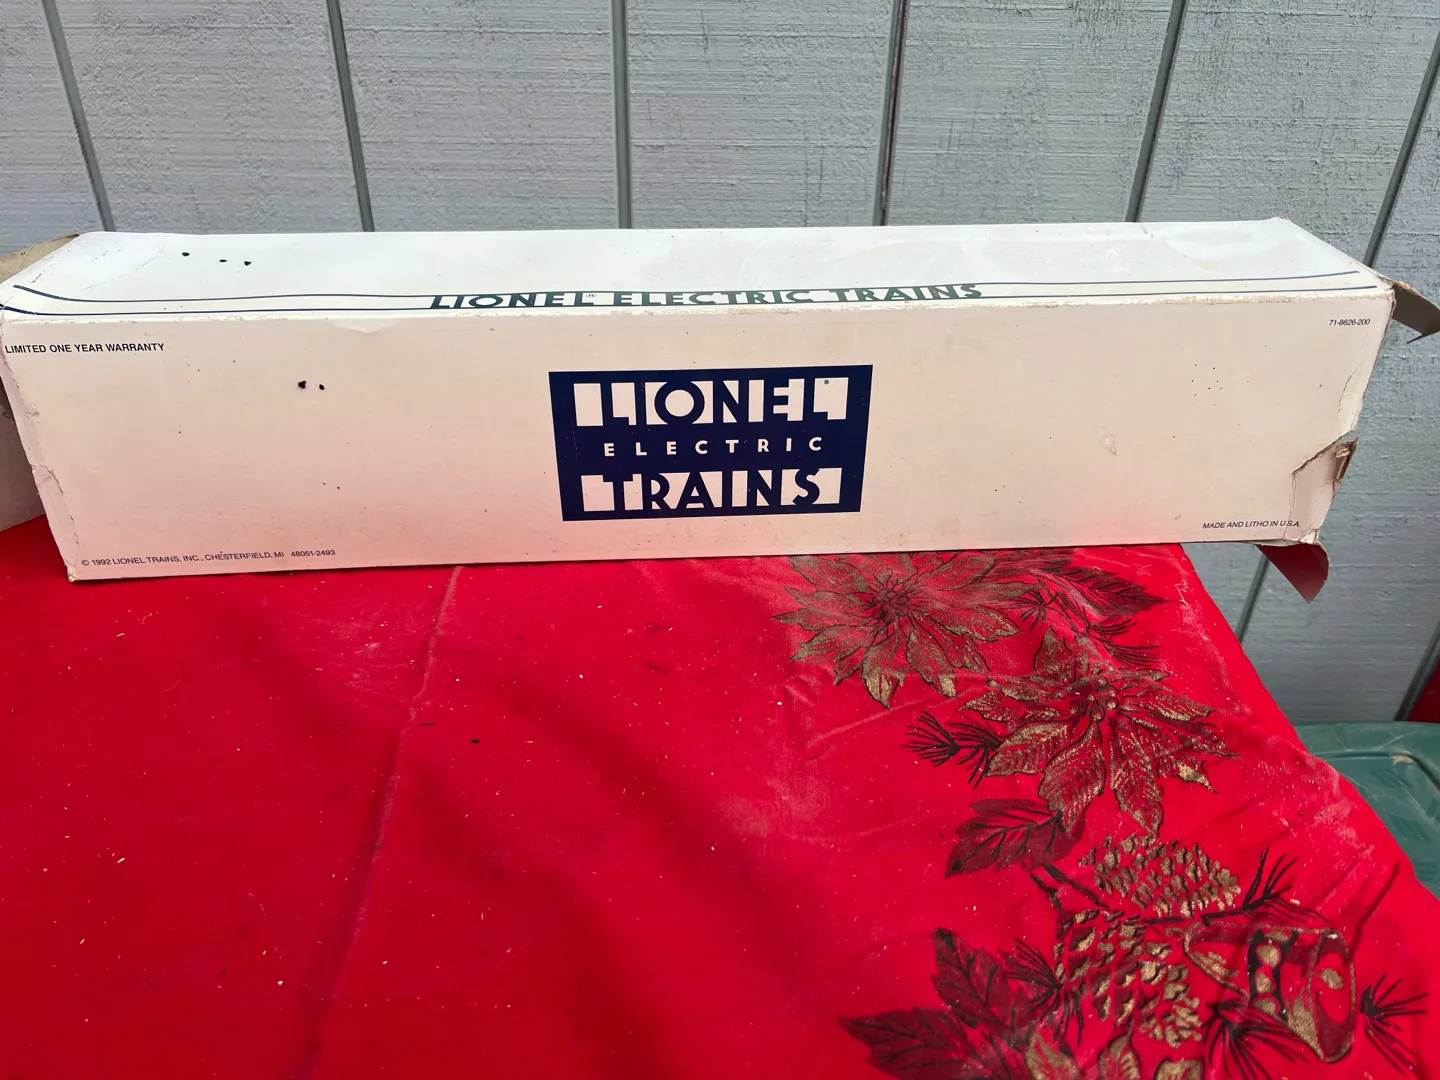 LIONEL® ELECTRIC TRAINS
LIMITED ONE YEAR WARRANTY
71-8626-200
LIONEL®
ELECTRIC
TRAINS
MADE AND LITHO IN U.S.A.
© 1992 LIONEL TRAINS, INC., CHESTERFIELD, MI 48051-2493